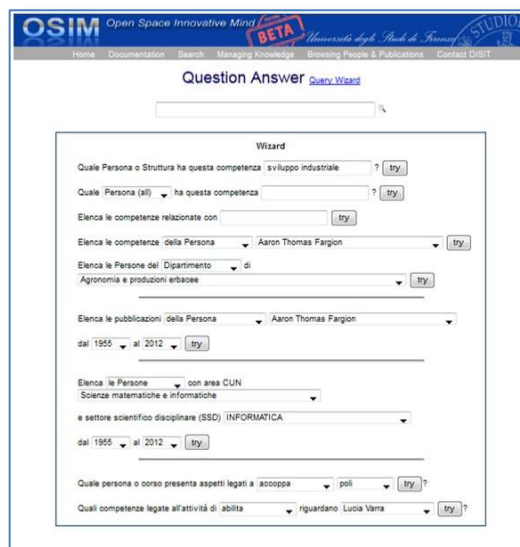 OSIM Open Space Innovative Mind
BETA
Università degli Studi di Firenze
STUDIO
Home Documentation Search Managing Knowledge Browsing People & Publications Contact DISIT
Question Answer Query Wizard
Wizard
Quale Persona o Struttura ha questa competenza sviluppo industriale ? try
Quale Persona (all) ha questa competenza ? try
Elenca le competenze relazionate con try
Elenca le competenze della Persona Aaron Thomas Fargion try
Elenca le Persone del Dipartimento di
Agronomia e produzioni erbacee try
Elenca le pubblicazioni della Persona Aaron Thomas Fargion
dal 1955 al 2012 try
Elenca le Persone con area CUN
Scienze matematiche e informatiche
e settore scientifico disciplinare (SSD) INFORMATICA
dal 1955 al 2012 try
Quale persona o corso presenta aspetti legati a accoppa poli try ?
Quali competenze legate all'attività di abilita riguardano Lucia Varra try ?